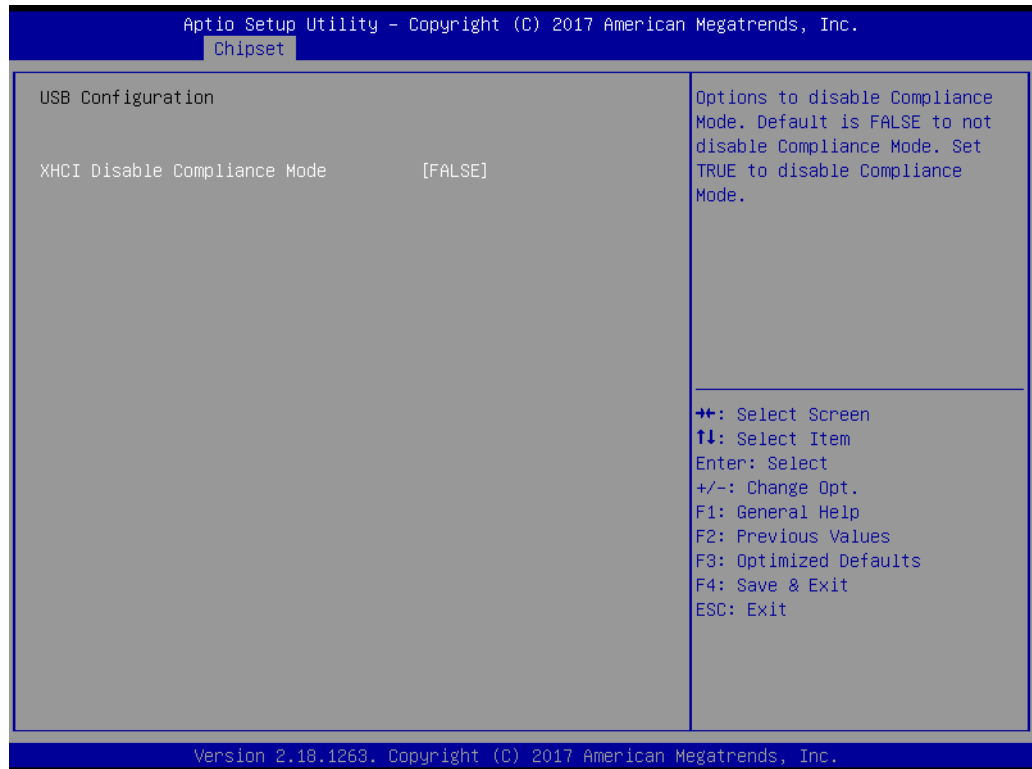 Aptio Setup Utility – Copyright (C) 2017 American Megatrends, Inc.
Chipset
USB Configuration
XHCI Disable Compliance Mode [FALSE]
Options to disable Compliance
Mode. Default is FALSE to not
disable Compliance Mode. Set
TRUE to disable Compliance
Mode.
→←: Select Screen
↑↓: Select Item
Enter: Select
+/-: Change Opt.
F1: General Help
F2: Previous Values
F3: Optimized Defaults
F4: Save & Exit
ESC: Exit
Version 2.18.1263. Copyright (C) 2017 American Megatrends, Inc.